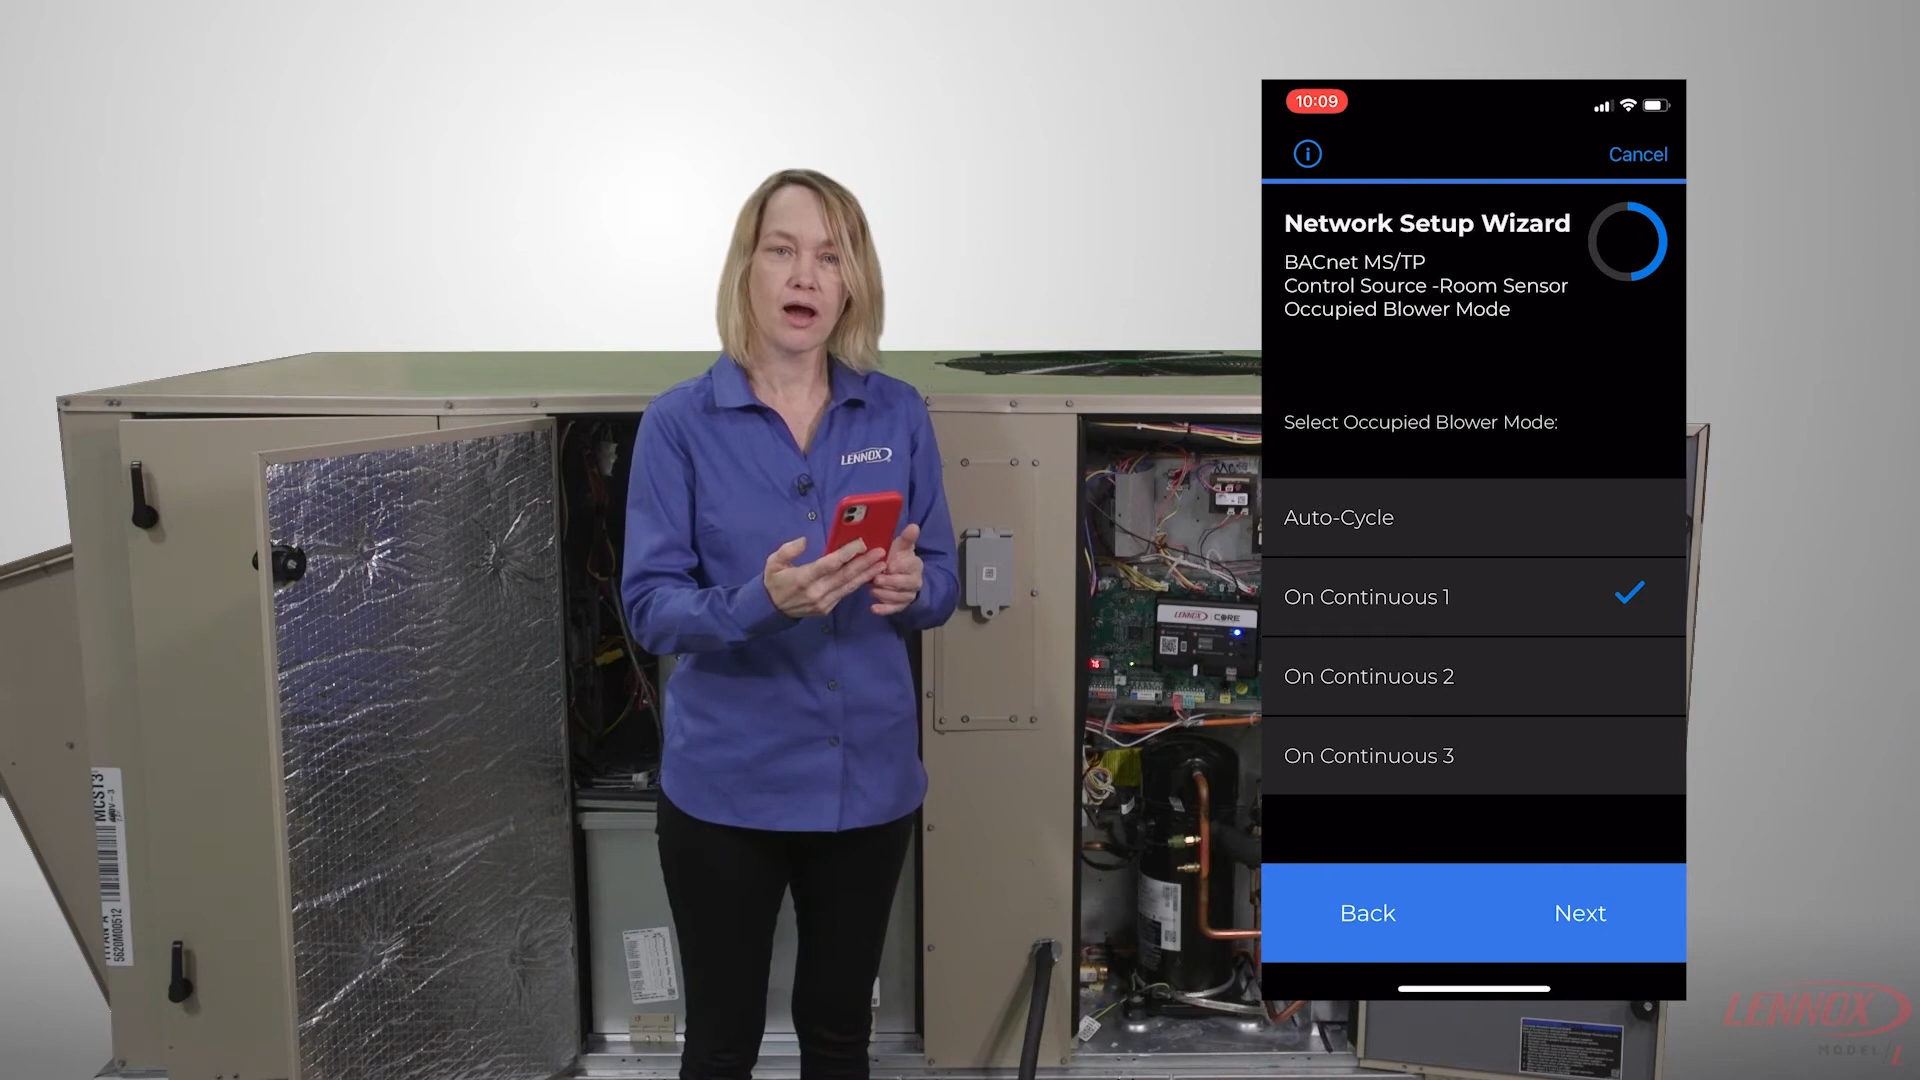 10:09
Cancel
Network Setup Wizard
BACnet MS/TP
Control Source -Room Sensor
Occupied Blower Mode
Select Occupied Blower Mode:
Auto-Cycle
On Continuous 1
On Continuous 2
On Continuous 3
Back
Next
LENNOX
LENNOX CORE
MCST3
5620M00512
LENNOX
MODEL L